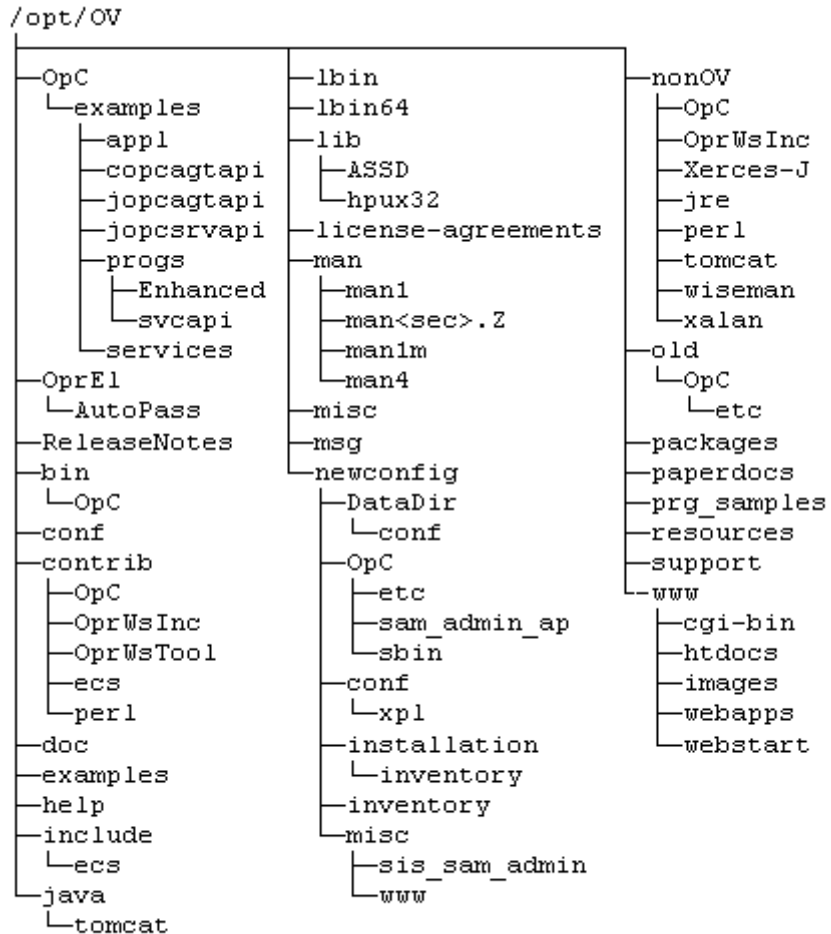 /opt/OV
OpC
examples
appl
copcagtapi
jopcagtapi
jopcsrvapi
progs
Enhanced
svcapi
services
OprEl
AutoPass
ReleaseNotes
bin
OpC
conf
contrib
OpC
OprWsInc
OprWsTool
ecs
perl
doc
examples
help
include
ecs
java
tomcat
lbin
lbin64
lib
ASSD
hpux32
license-agreements
man
man1
man<sec>.Z
man1m
man4
misc
msg
newconfig
DataDir
conf
OpC
etc
sam_admin_ap
sbin
conf
xpl
installation
inventory
inventory
misc
sis_sam_admin
www
nonOV
OpC
OprWsInc
Xerces-J
jre
perl
tomcat
wiseman
xalan
old
OpC
etc
packages
paperdocs
prg_samples
resources
support
www
cgi-bin
htdocs
images
webapps
webstart